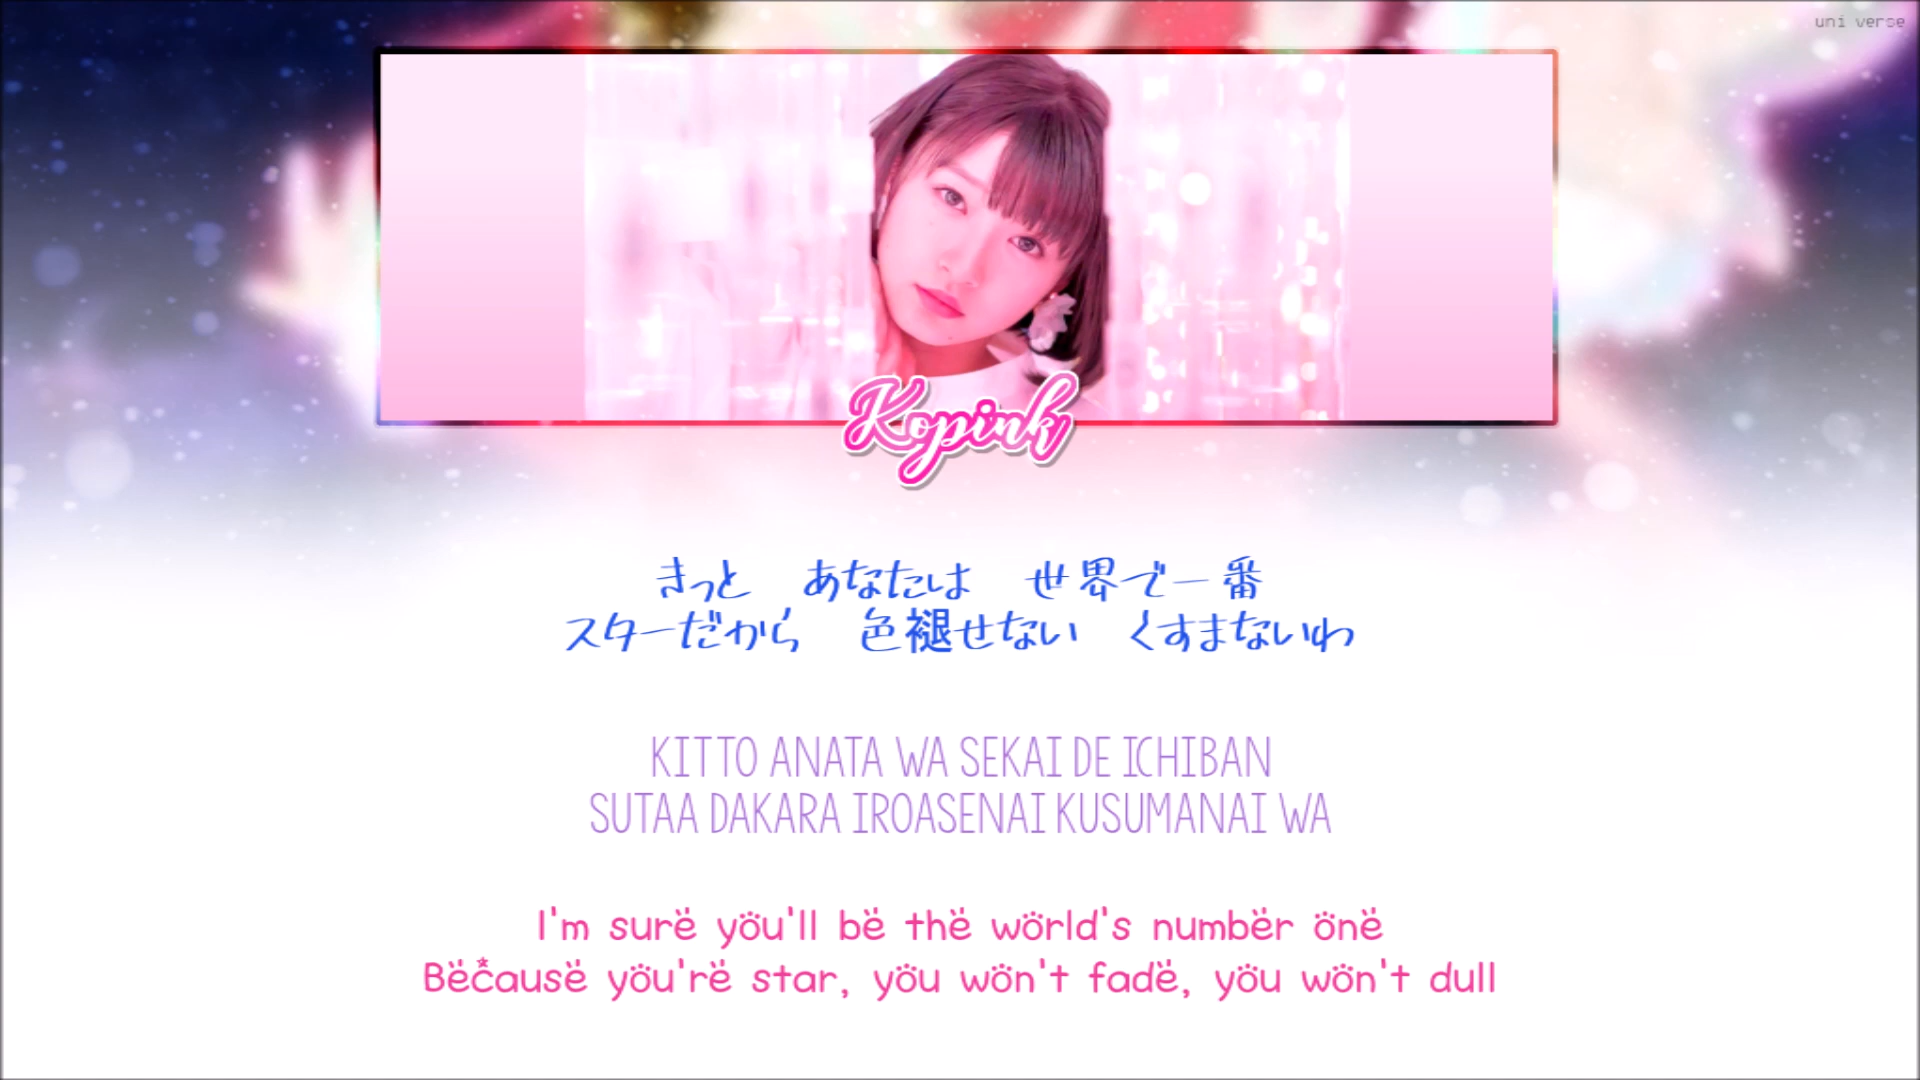 uni verse
Kopink
きっと　あなたは　世界で一番
スターだから　色褪せない　くすまないわ
KITTO ANATA WA SEKAI DE ICHIBAN
SUTAA DAKARA IROASENAI KUSUMANAI WA
I'm surë yöu'll bë thë wörld's numbër önë
Bëcausë yöu'rë star, yöu wön't fadë, yöu wön't dull